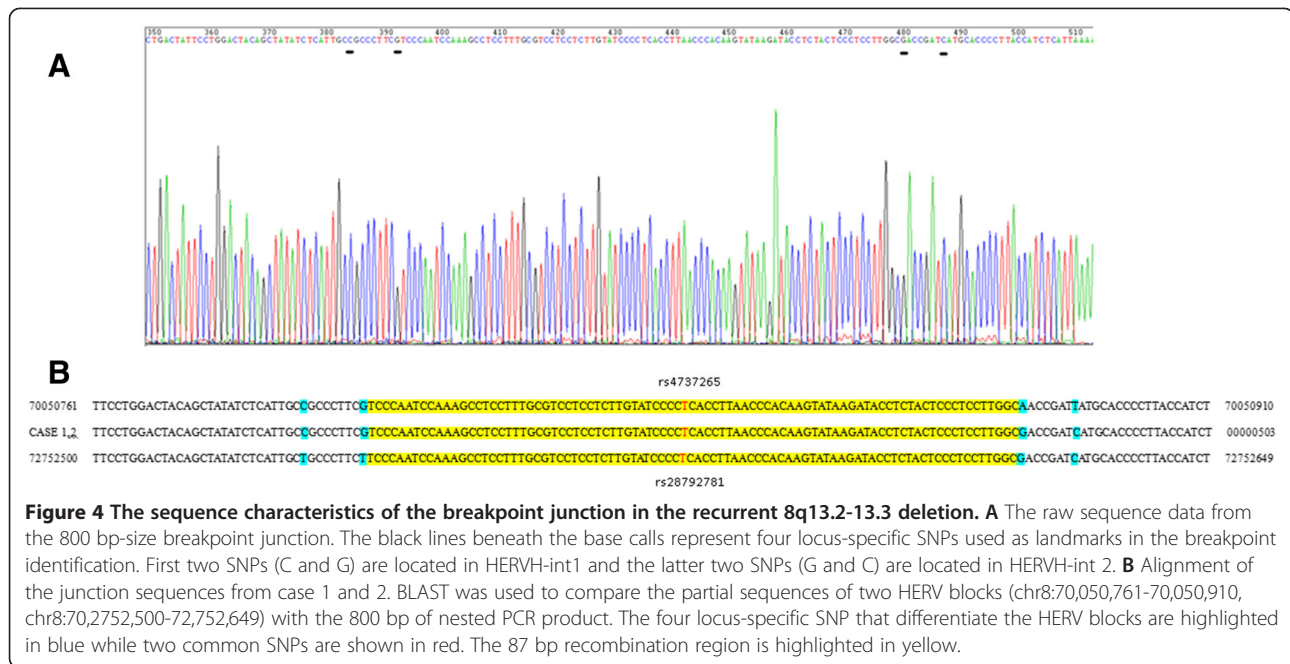 350 360 370 380 390 400 410 420 430 440 450 460 470 480 490 500 510
CTGACTATTCCTGGACTACAGCTATATCTCATTGCCGCCCTTCGTCCCAATCCAAAGCCTCCTTTGCGTCCTCCTCTTGTATCCCCTCACCTTAACCCACAAGTATAAGATACCTCTACTCCCTCCTTGGCGACCGATCATGCACCCCTTACCATCTCATTAAAA
A
B
rs4737265
70050761 TTCCTGGACTACAGCTATATCTCATTGCCGCCCTTCGTCCCAATCCAAAGCCTCCTTTGCGTCCTCCTCTTGTATCCCCTCACCTTAACCCACAAGTATAAGATACCTCTACTCCCTCCTTGGCAACCGATTATGCACCCCTTACCATCT 70050910
CASE 1,2 TTCCTGGACTACAGCTATATCTCATTGCCGCCCTTCGTCCCAATCCAAAGCCTCCTTTGCGTCCTCCTCTTGTATCCCCTCACCTTAACCCACAAGTATAAGATACCTCTACTCCCTCCTTGGCGACCGATCATGCACCCCTTACCATCT 00000503
72752500 TTCCTGGACTACAGCTATATCTCATTGCTGCCCTTCTTCCCAATCCAAAGCCTCCTTTGCGTCCTCCTCTTGTATCCCCTCACCTTAACCCACAAGTATAAGATACCTCTACTCCCTCCTTGGCGACCGATCATGCACCCCTTACCATCT 72752649
rs28792781
Figure 4 The sequence characteristics of the breakpoint junction in the recurrent 8q13.2-13.3 deletion. A The raw sequence data from
the 800 bp-size breakpoint junction. The black lines beneath the base calls represent four locus-specific SNPs used as landmarks in the breakpoint
identification. First two SNPs (C and G) are located in HERVH-int1 and the latter two SNPs (G and C) are located in HERVH-int 2. B Alignment of
the junction sequences from case 1 and 2. BLAST was used to compare the partial sequences of two HERV blocks (chr8:70,050,761-70,050,910,
chr8:70,2752,500-72,752,649) with the 800 bp of nested PCR product. The four locus-specific SNP that differentiate the HERV blocks are highlighted
in blue while two common SNPs are shown in red. The 87 bp recombination region is highlighted in yellow.